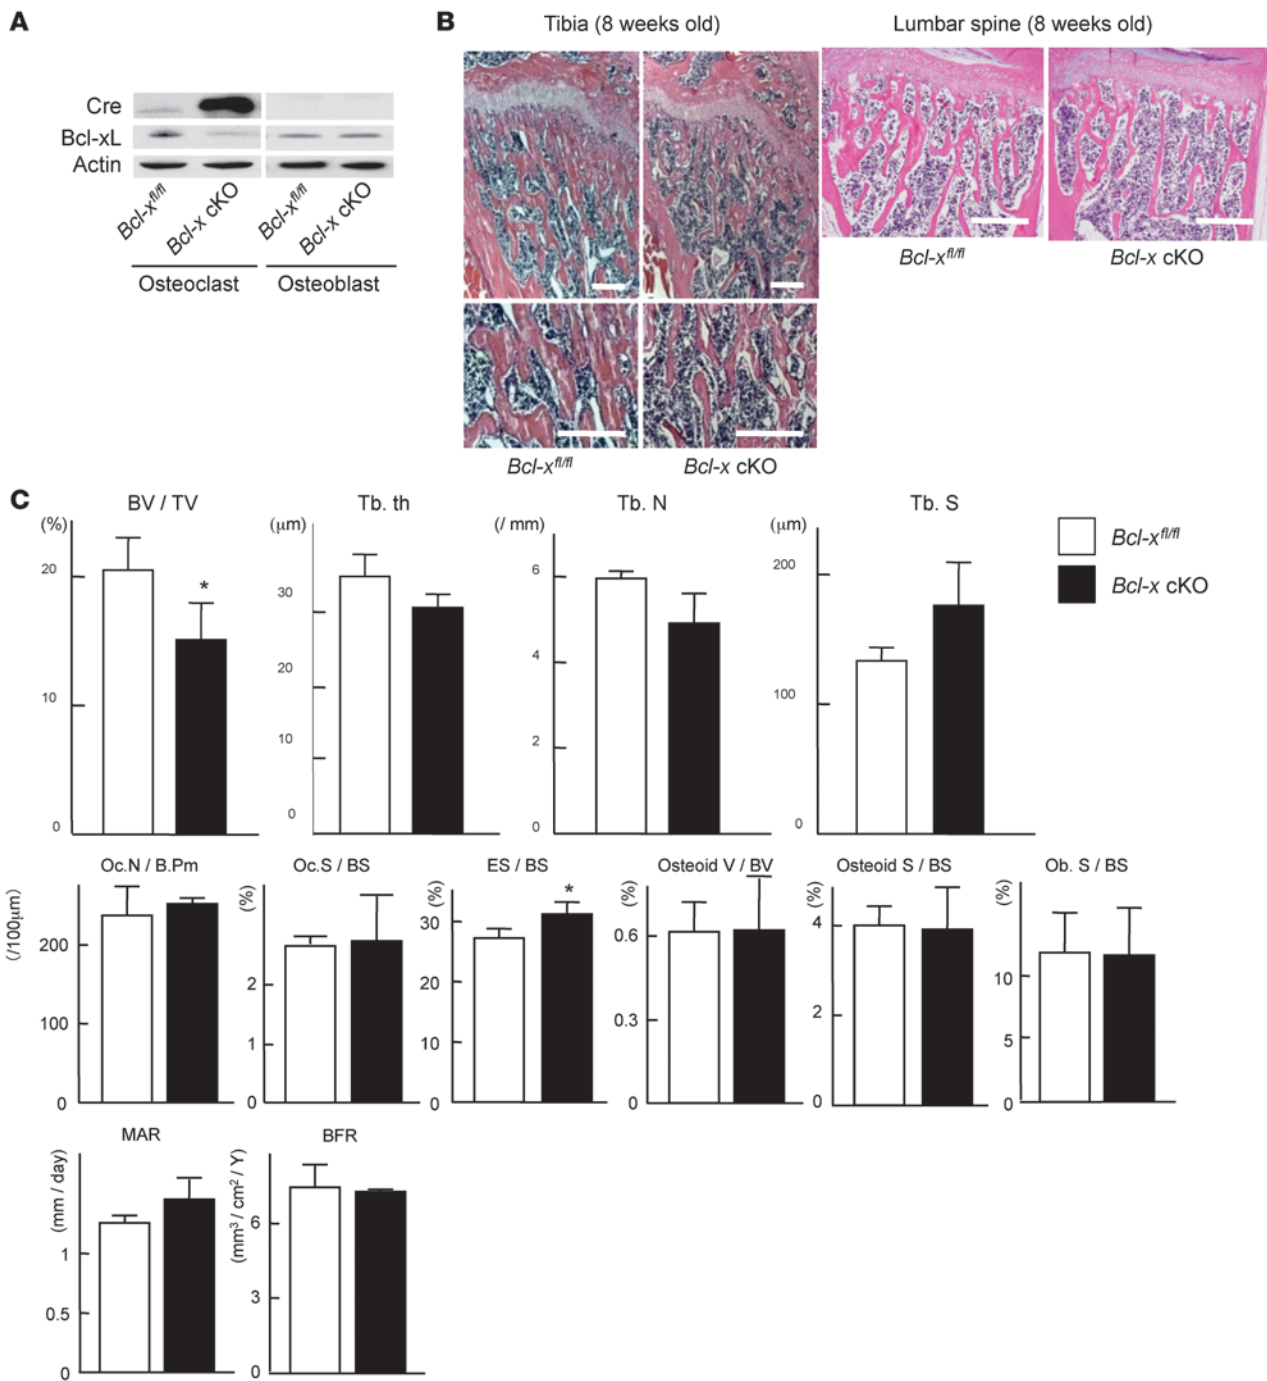 A
Cre
Bcl-xL
Actin
Bcl-xfl/fl
Bcl-x cKO
Bcl-xfl/fl
Bcl-x cKO
Osteoclast
Osteoblast
B
Tibia (8 weeks old)
Lumbar spine (8 weeks old)
Bcl-xfl/fl
Bcl-x cKO
Bcl-xfl/fl
Bcl-x cKO
C
BV / TV
(%)
20
10
0
*
Tb. th
(μm)
30
20
10
0
Tb. N
(/ mm)
6
4
2
0
Tb. S
(μm)
200
100
0
Bcl-xfl/fl
Bcl-x cKO
Oc.N / B.Pm
(/100μm)
200
100
0
Oc.S / BS
(%)
2
1
0
ES / BS
(%)
30
20
10
0
*
Osteoid V / BV
(%)
0.6
0.3
0
Osteoid S / BS
(%)
4
2
0
Ob. S / BS
(%)
10
5
0
MAR
(mm / day)
1
0.5
0
BFR
(mm³ / cm² / Y)
6
3
0